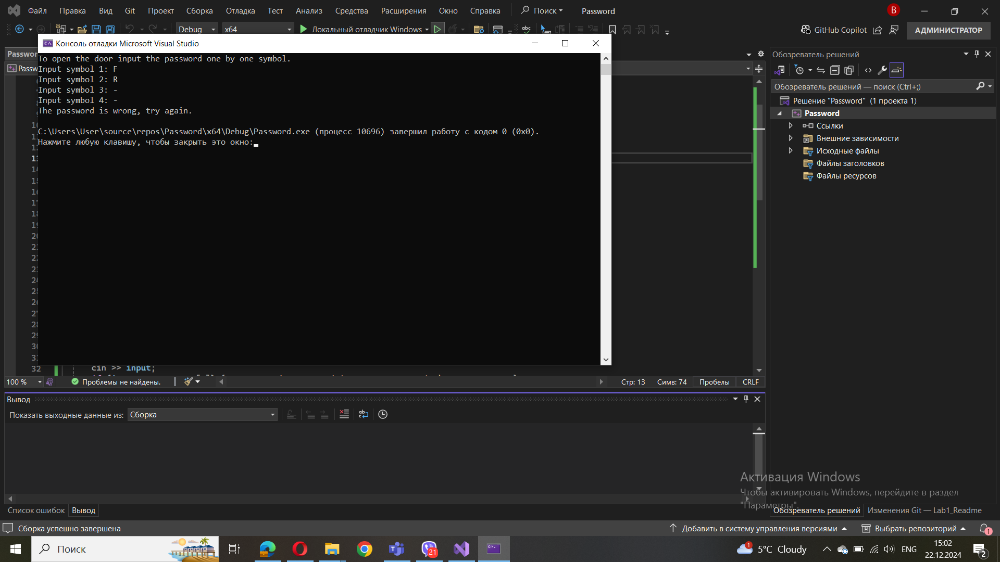 Файл Правка Вид Git Проект Сборка Отладка Тест Анализ Средства Расширения Окно Справка Поиск Password B
Debug x64 Локальный отладчик Windows GitHub Copilot АДМИНИСТРАТОР
Консоль отладки Microsoft Visual Studio
To open the door input the password one by one symbol.
Input symbol 1: F
Input symbol 2: R
Input symbol 3: -
Input symbol 4: -
The password is wrong, try again.
C:\Users\User\source\repos\Password\x64\Debug\Password.exe (процесс 10696) завершил работу с кодом 0 (0x0).
Нажмите любую клавишу, чтобы закрыть это окно:
32 cin >> input;
100 % Проблемы не найдены. Стр: 13 Симв: 74 Пробелы CRLF
Вывод
Показать выходные данные из: Сборка
Список ошибок Вывод
Обозреватель решений
Обозреватель решений — поиск (Ctrl+;)
Решение "Password" (1 проекта 1)
Password
Ссылки
Внешние зависимости
Исходные файлы
Файлы заголовков
Файлы ресурсов
Активация Windows
Чтобы активировать Windows, перейдите в раздел
"Параметры".
Обозреватель решений Изменения Git — Lab1_Readme
Сборка успешно завершена Добавить в систему управления версиями Выбрать репозиторий 1
Поиск 21 1 5°C Cloudy ENG 15:02
22.12.2024 2